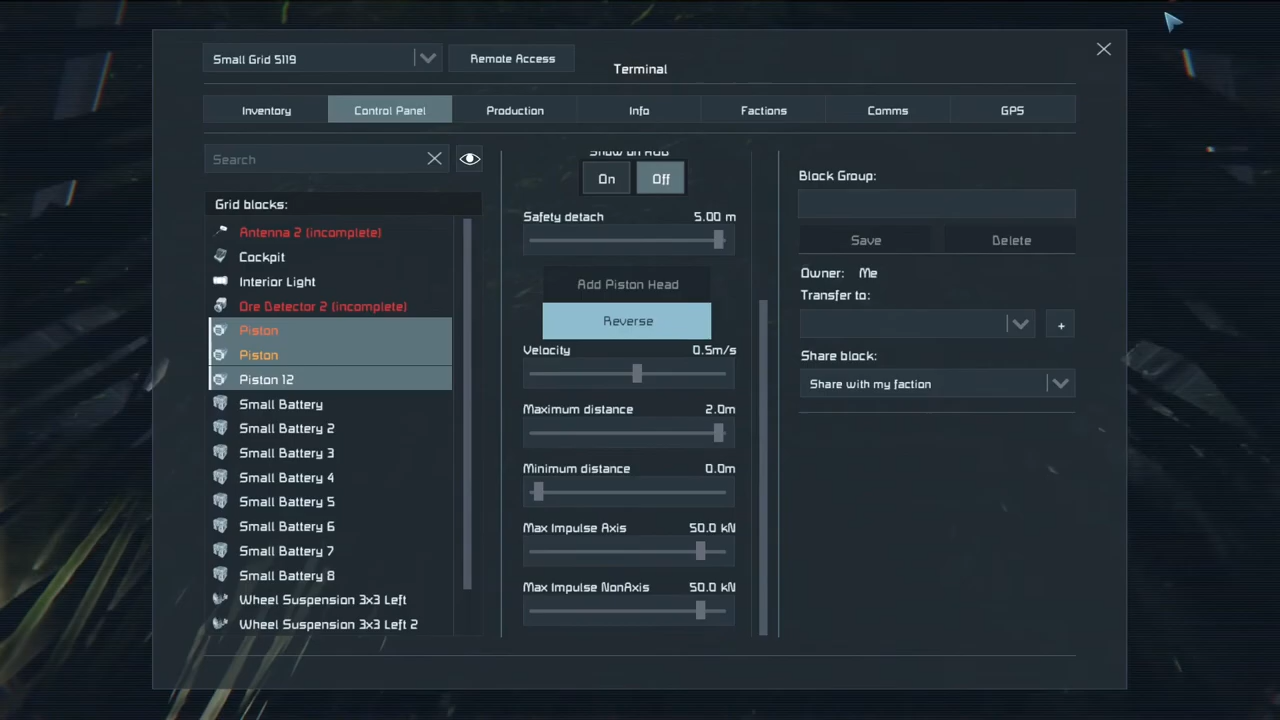 Small Grid 5119
Remote Access
Terminal
Inventory
Control Panel
Production
Info
Factions
Comms
GPS
Search
Grid blocks:
Antenna 2 (incomplete)
Cockpit
Interior Light
Ore Detector 2 (incomplete)
Piston
Piston
Piston 12
Small Battery
Small Battery 2
Small Battery 3
Small Battery 4
Small Battery 5
Small Battery 6
Small Battery 7
Small Battery 8
Wheel Suspension 3x3 Left
Wheel Suspension 3x3 Left 2
Show on HUD
On
Off
Safety detach 5.00 m
Add Piston Head
Reverse
Velocity 0.5m/s
Maximum distance 2.0m
Minimum distance 0.0m
Max Impulse Axis 50.0 kN
Max Impulse NonAxis 50.0 kN
Block Group:
Save
Delete
Owner: Me
Transfer to:
+
Share block:
Share with my faction